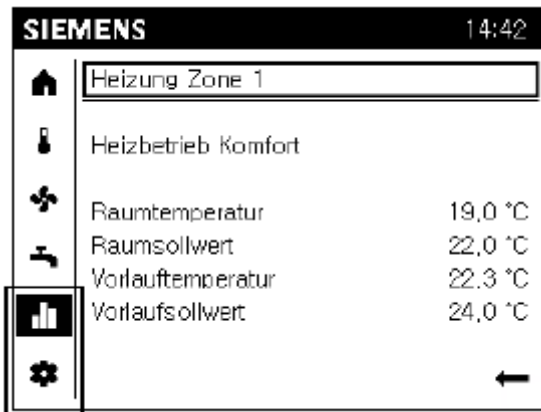 SIEMENS 14:42
Heizung Zone 1
Heizbetrieb Komfort
Raumtemperatur 19,0 °C
Raumsollwert 22,0 °C
Vorlauftemperatur 22,3 °C
Vorlaufsollwert 24,0 °C